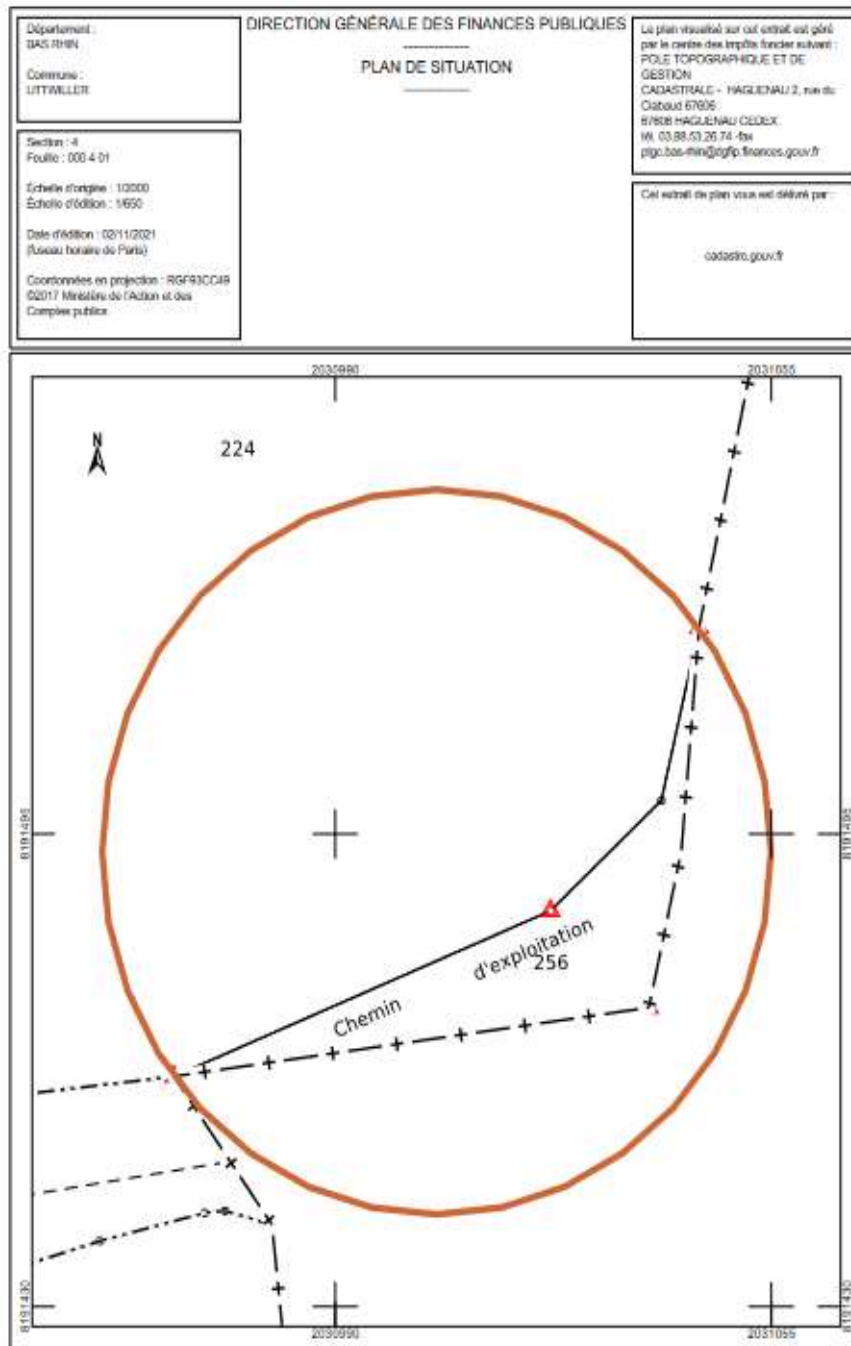 Département :
BAS RHIN
Commune :
UTTWILLER
Section : 4
Feuille : 000 4 01
Échelle d'origine : 1/2000
Échelle d'édition : 1/650
Date d'édition : 02/11/2021
(fuseau horaire de Paris)
Coordonnées en projection : RGF93CC49
©2017 Ministère de l'Action et des
Comptes publics
DIRECTION GÉNÉRALE DES FINANCES PUBLIQUES
--------------
PLAN DE SITUATION
--------------
Le plan visualisé sur cet extrait est géré
par le centre des impôts foncier suivant :
POLE TOPOGRAPHIQUE ET DE
GESTION
CADASTRALE - HAGUENAU 2, rue du
Clabaud 67606
67606 HAGUENAU CEDEX
tél. 03.88.53.26.74 -fax
ptgc.bas-rhin@dgfip.finances.gouv.fr
Cet extrait de plan vous est délivré par :
cadastre.gouv.fr
2030990
2031055
N
224
8191495
8191495
d'exploitation
256
Chemin
8191430
8191430
2030990
2031055